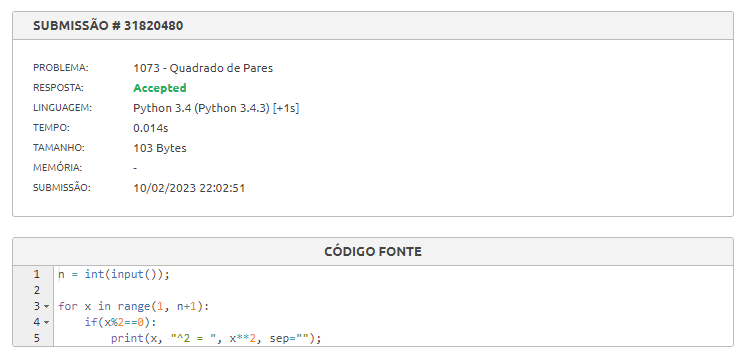 SUBMISSÃO # 31820480
PROBLEMA: 1073 - Quadrado de Pares
RESPOSTA: Accepted
LINGUAGEM: Python 3.4 (Python 3.4.3) [+1s]
TEMPO: 0.014s
TAMANHO: 103 Bytes
MEMÓRIA: -
SUBMISSÃO: 10/02/2023 22:02:51
CÓDIGO FONTE
1 n = int(input());
2
3 for x in range(1, n+1):
4     if(x%2==0):
5         print(x, "^2 = ", x**2, sep="");